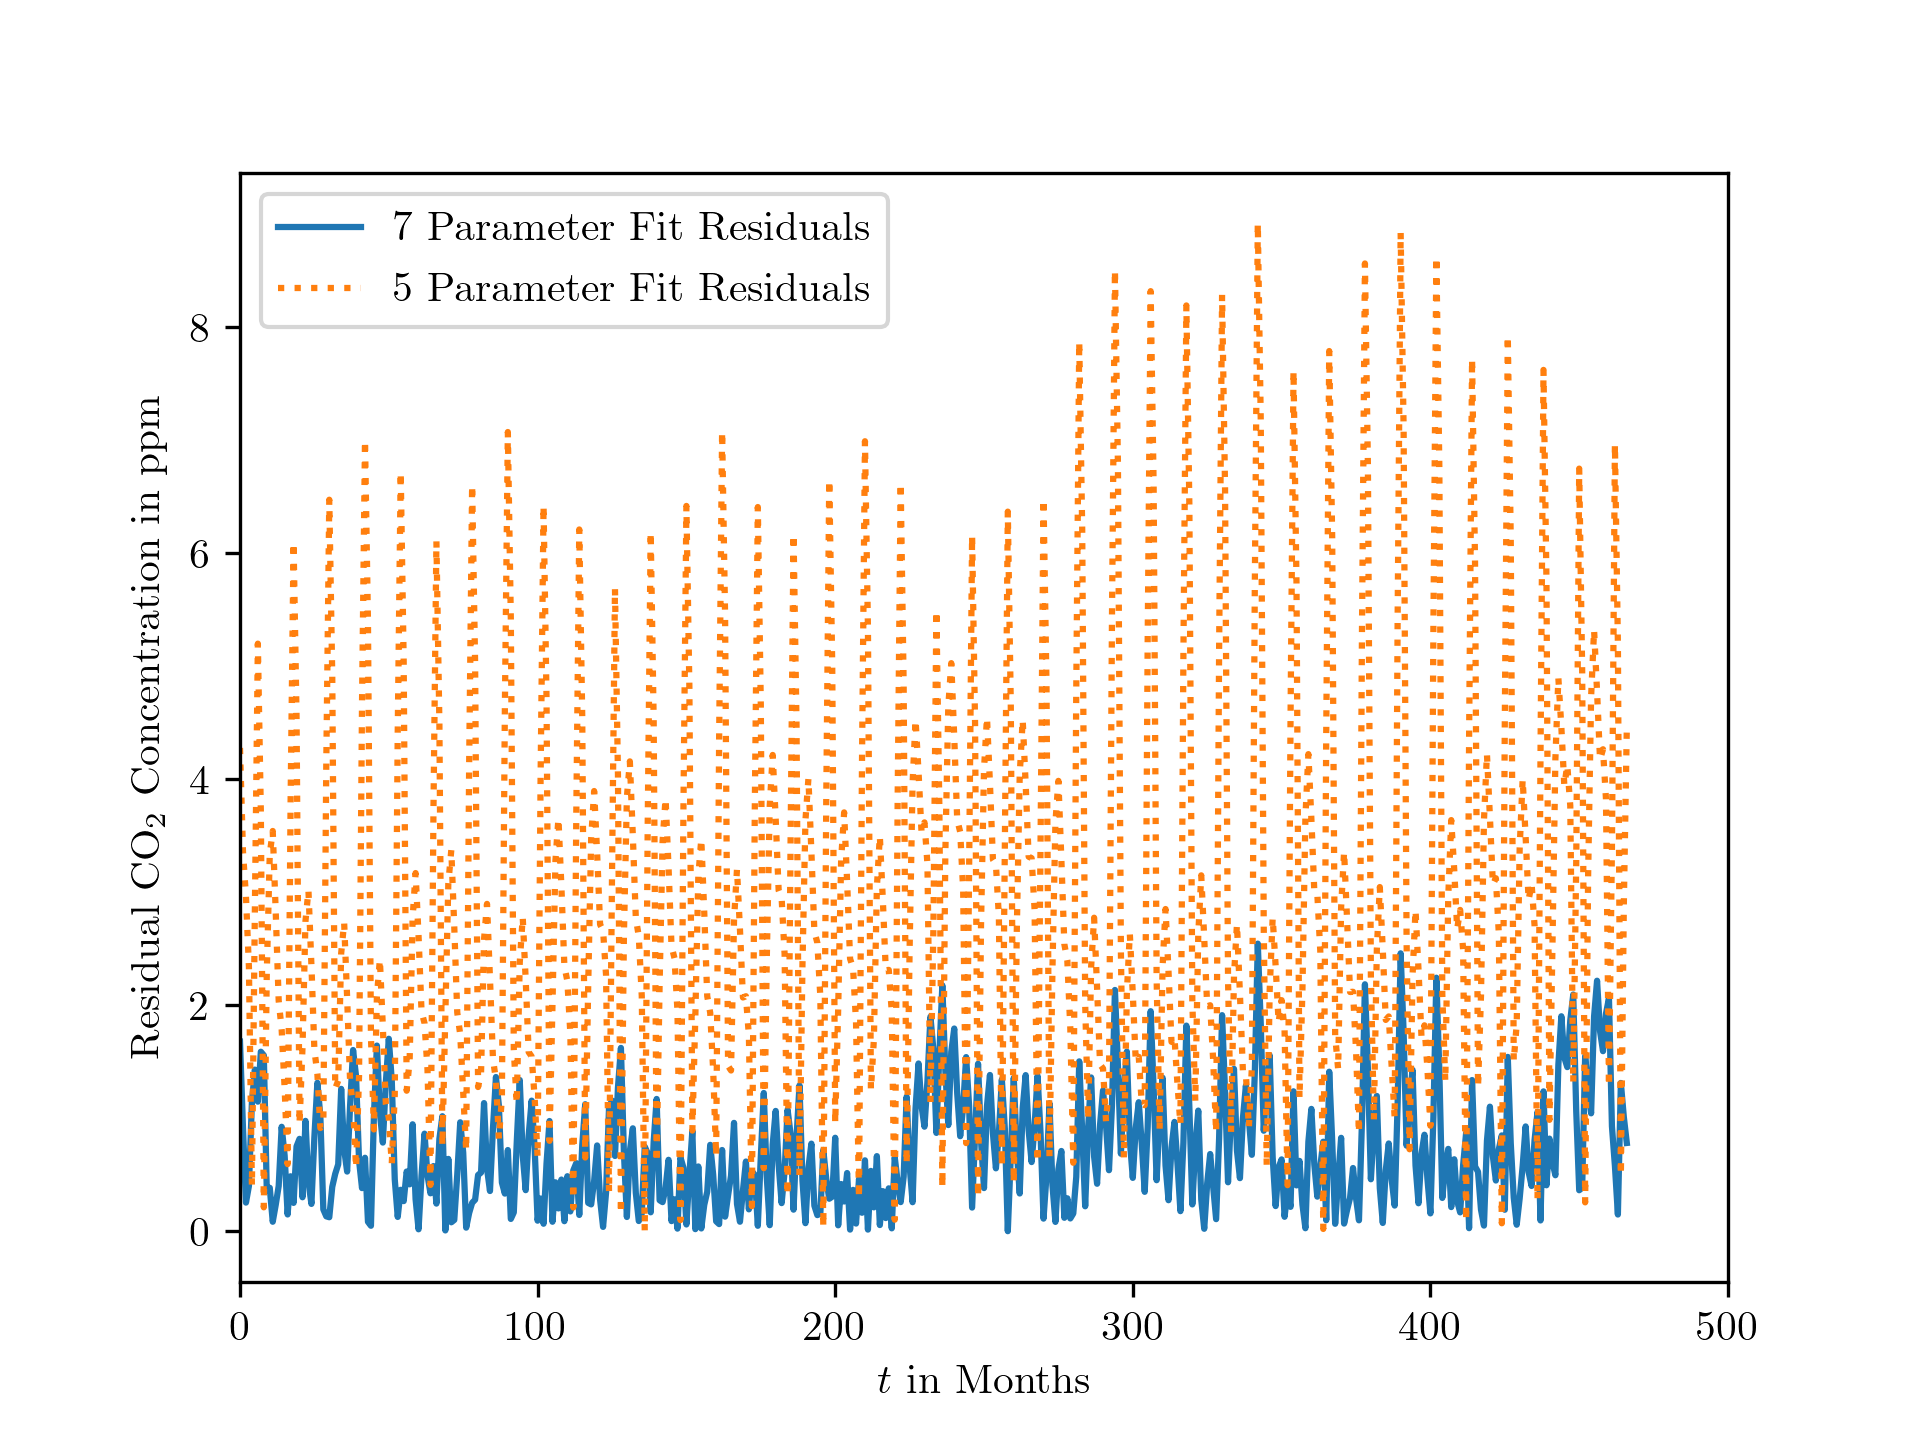 7 Parameter Fit Residuals
5 Parameter Fit Residuals
8
6
4
2
0
Residual CO₂ Concentration in ppm
0 100 200 300 400 500
t in Months